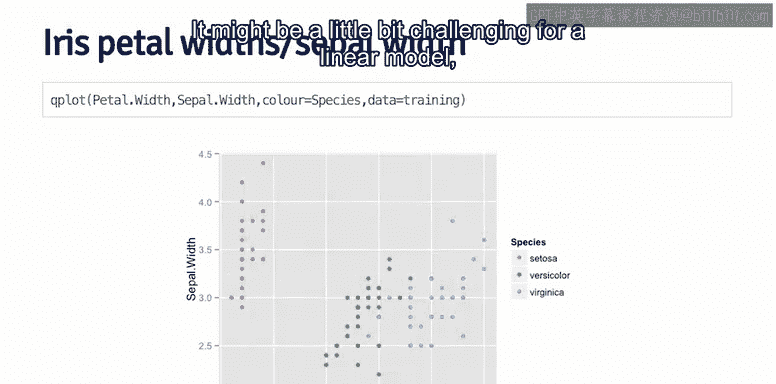 Iris petal widths/sepal width
It might be a little bit challenging for a
linear model,
qplot(Petal.Width,Sepal.Width,colour=Species,data=training)
4.5
4.0
3.5
3.0
2.5
Sepal.Width
Species
setosa
versicolor
virginica